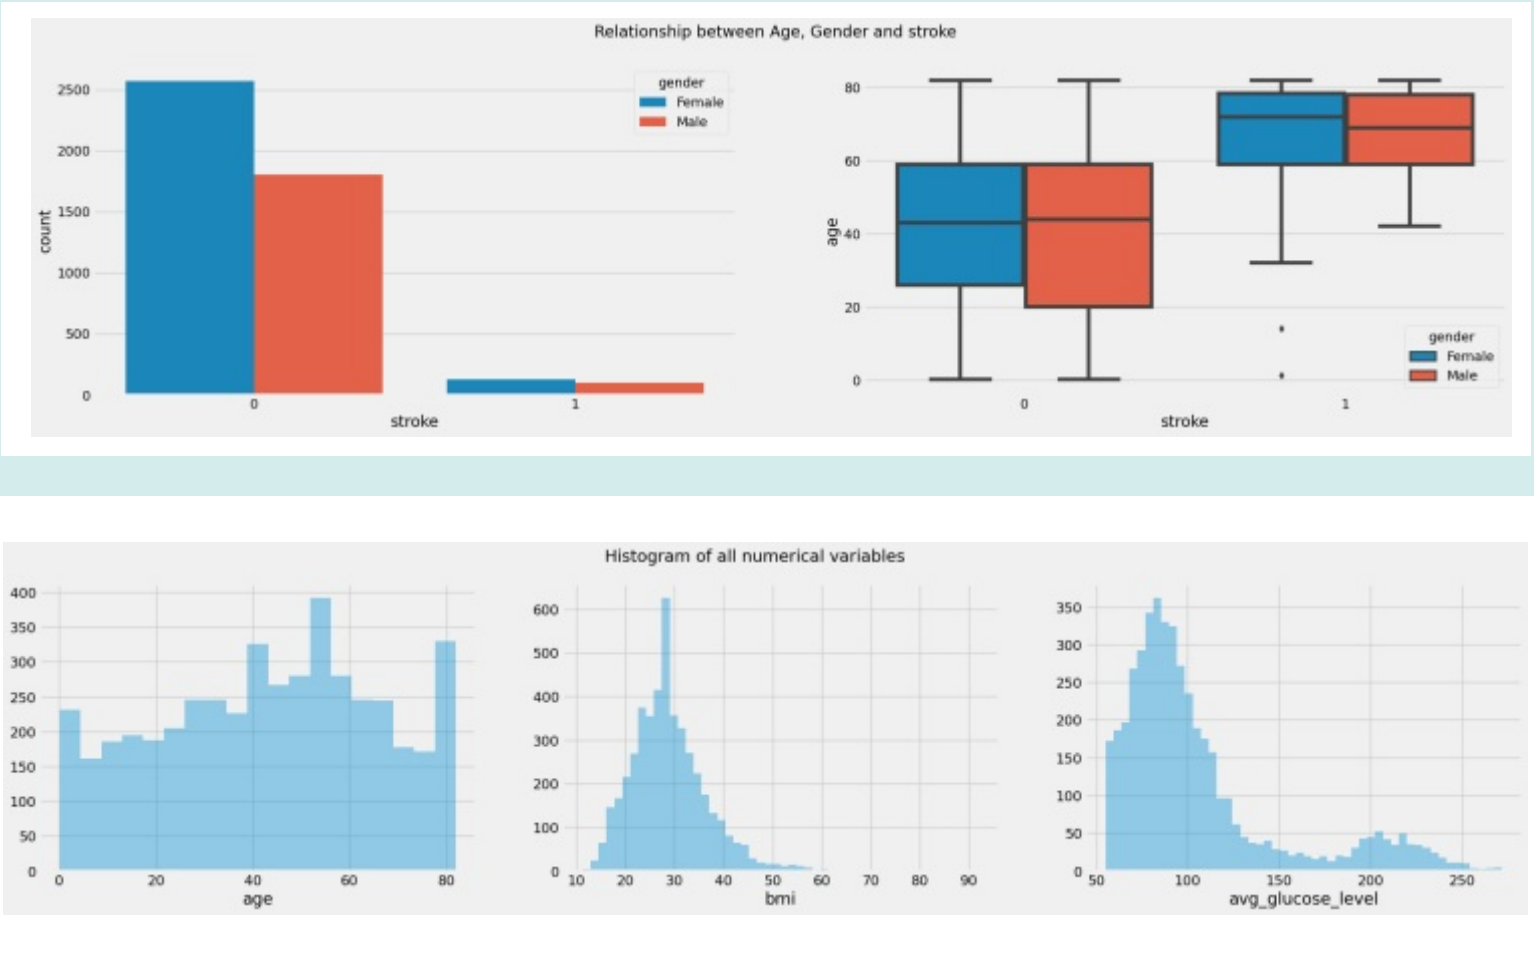 Relationship between Age, Gender and stroke
2500
2000
1500
1000
500
0
count
0 1
stroke
gender
Female
Male
80
60
40
20
0
age
0 1
stroke
gender
Female
Male
Histogram of all numerical variables
400
350
300
250
200
150
100
50
0
0 20 40 60 80
age
600
500
400
300
200
100
0
10 20 30 40 50 60 70 80 90
bmi
350
300
250
200
150
100
50
0
50 100 150 200 250
avg_glucose_level